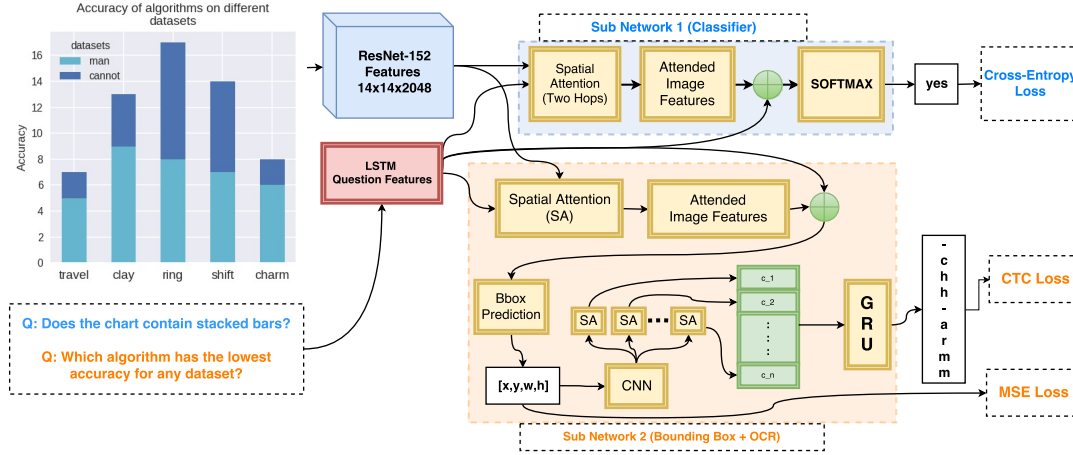 Accuracy of algorithms on different
datasets
datasets
man
cannot
Accuracy
16
14
12
10
8
6
4
2
0
travel clay ring shift charm
Q: Does the chart contain stacked bars?
Q: Which algorithm has the lowest
accuracy for any dataset?
ResNet-152
Features
14x14x2048
LSTM
Question Features
Sub Network 1 (Classifier)
Spatial
Attention
(Two Hops)
Attended
Image
Features
SOFTMAX
yes
Cross-Entropy
Loss
Spatial Attention
(SA)
Attended
Image Features
Bbox
Prediction
[x,y,w,h]
SA
SA
SA
CNN
c_1
c_2
c_n
G
R
U
-
c
h
h
-
a
r
m
m
CTC Loss
MSE Loss
Sub Network 2 (Bounding Box + OCR)